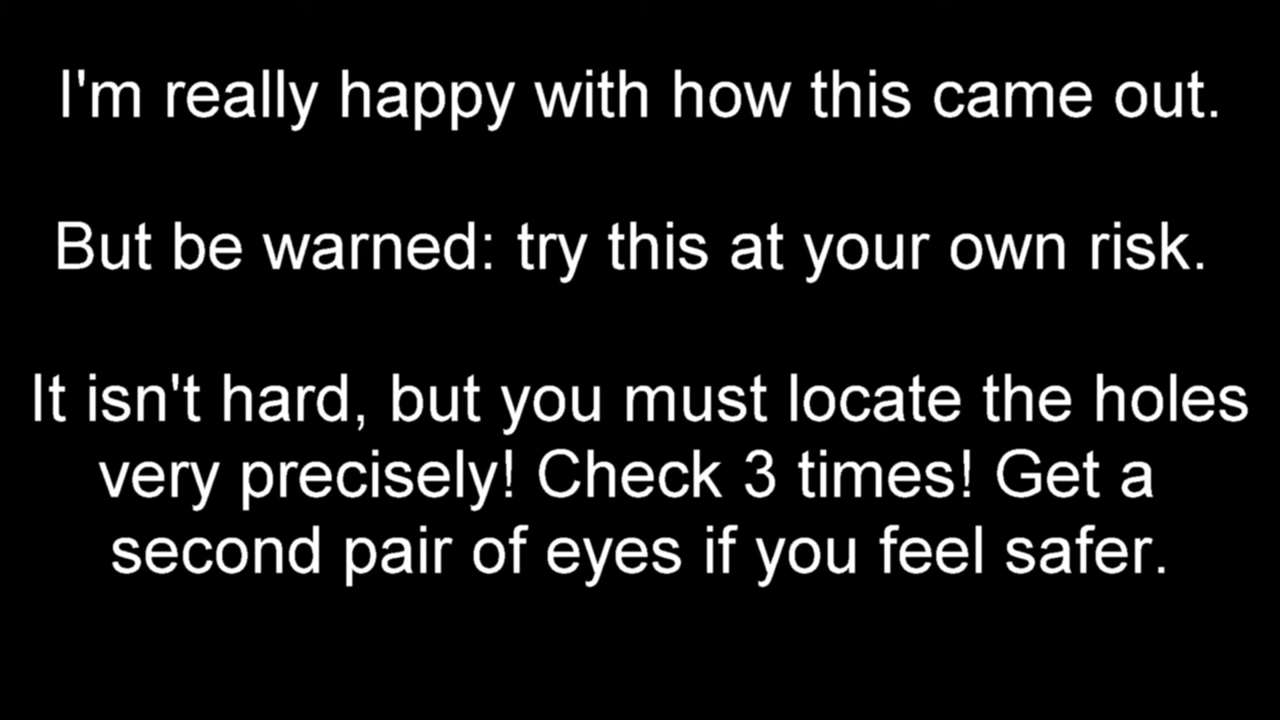 I'm really happy with how this came out.
But be warned: try this at your own risk.
It isn't hard, but you must locate the holes
very precisely! Check 3 times! Get a
second pair of eyes if you feel safer.